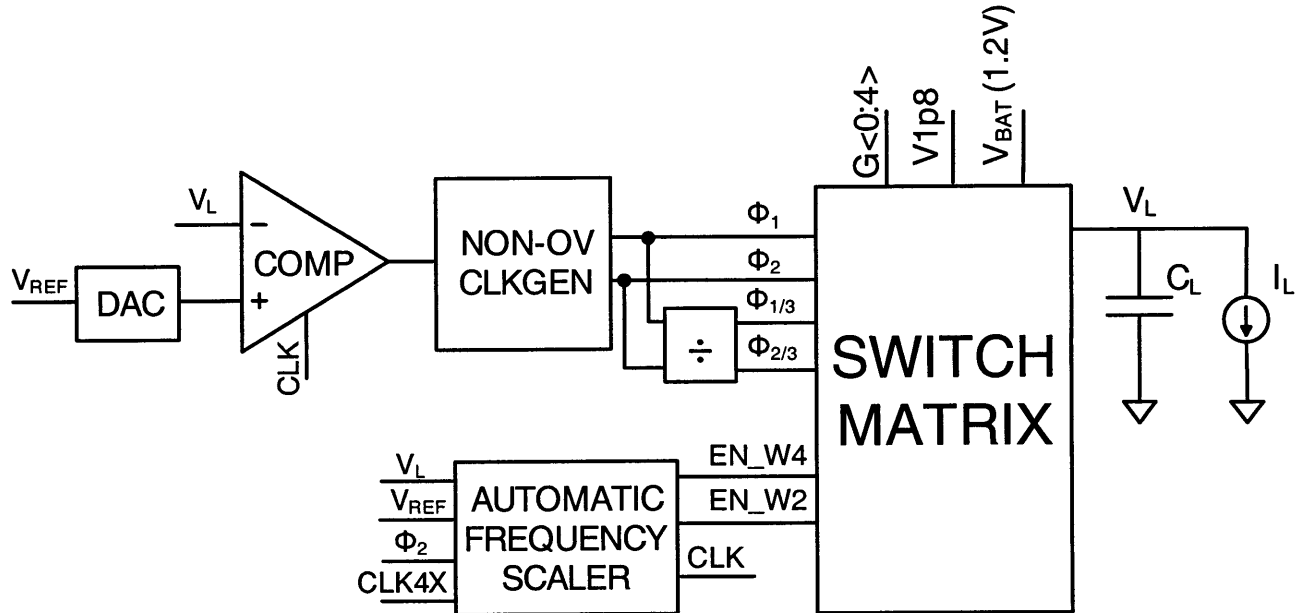 G<0:4>
V1p8
VBAT (1.2V)
VL
COMP
VREF
DAC
CLK
−
+
NON-OV
CLKGEN
Φ1
Φ2
Φ1/3
Φ2/3
÷
SWITCH
MATRIX
VL
CL
IL
VL
VREF
Φ2
CLK4X
AUTOMATIC
FREQUENCY
SCALER
EN_W4
EN_W2
CLK